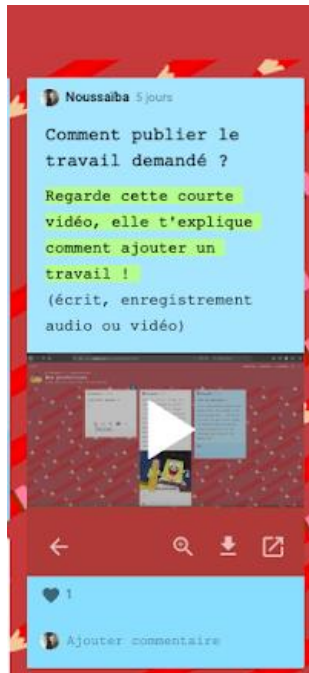 Noussaïba 5 jours
Comment publier le
travail demandé ?
Regarde cette courte
vidéo, elle t'explique
comment ajouter un
travail !
(écrit, enregistrement
audio ou vidéo)
1
Ajouter commentaire